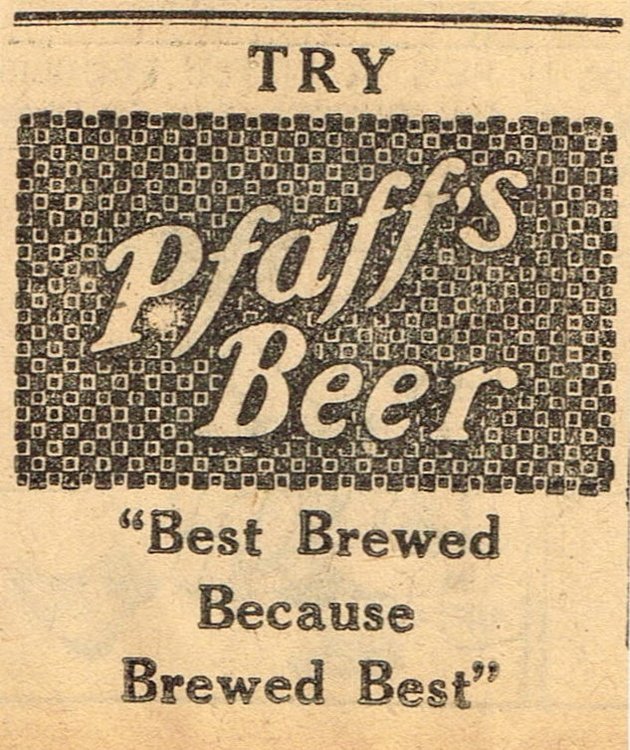 TRY
Pfaff's
Beer
“Best Brewed
Because
Brewed Best”